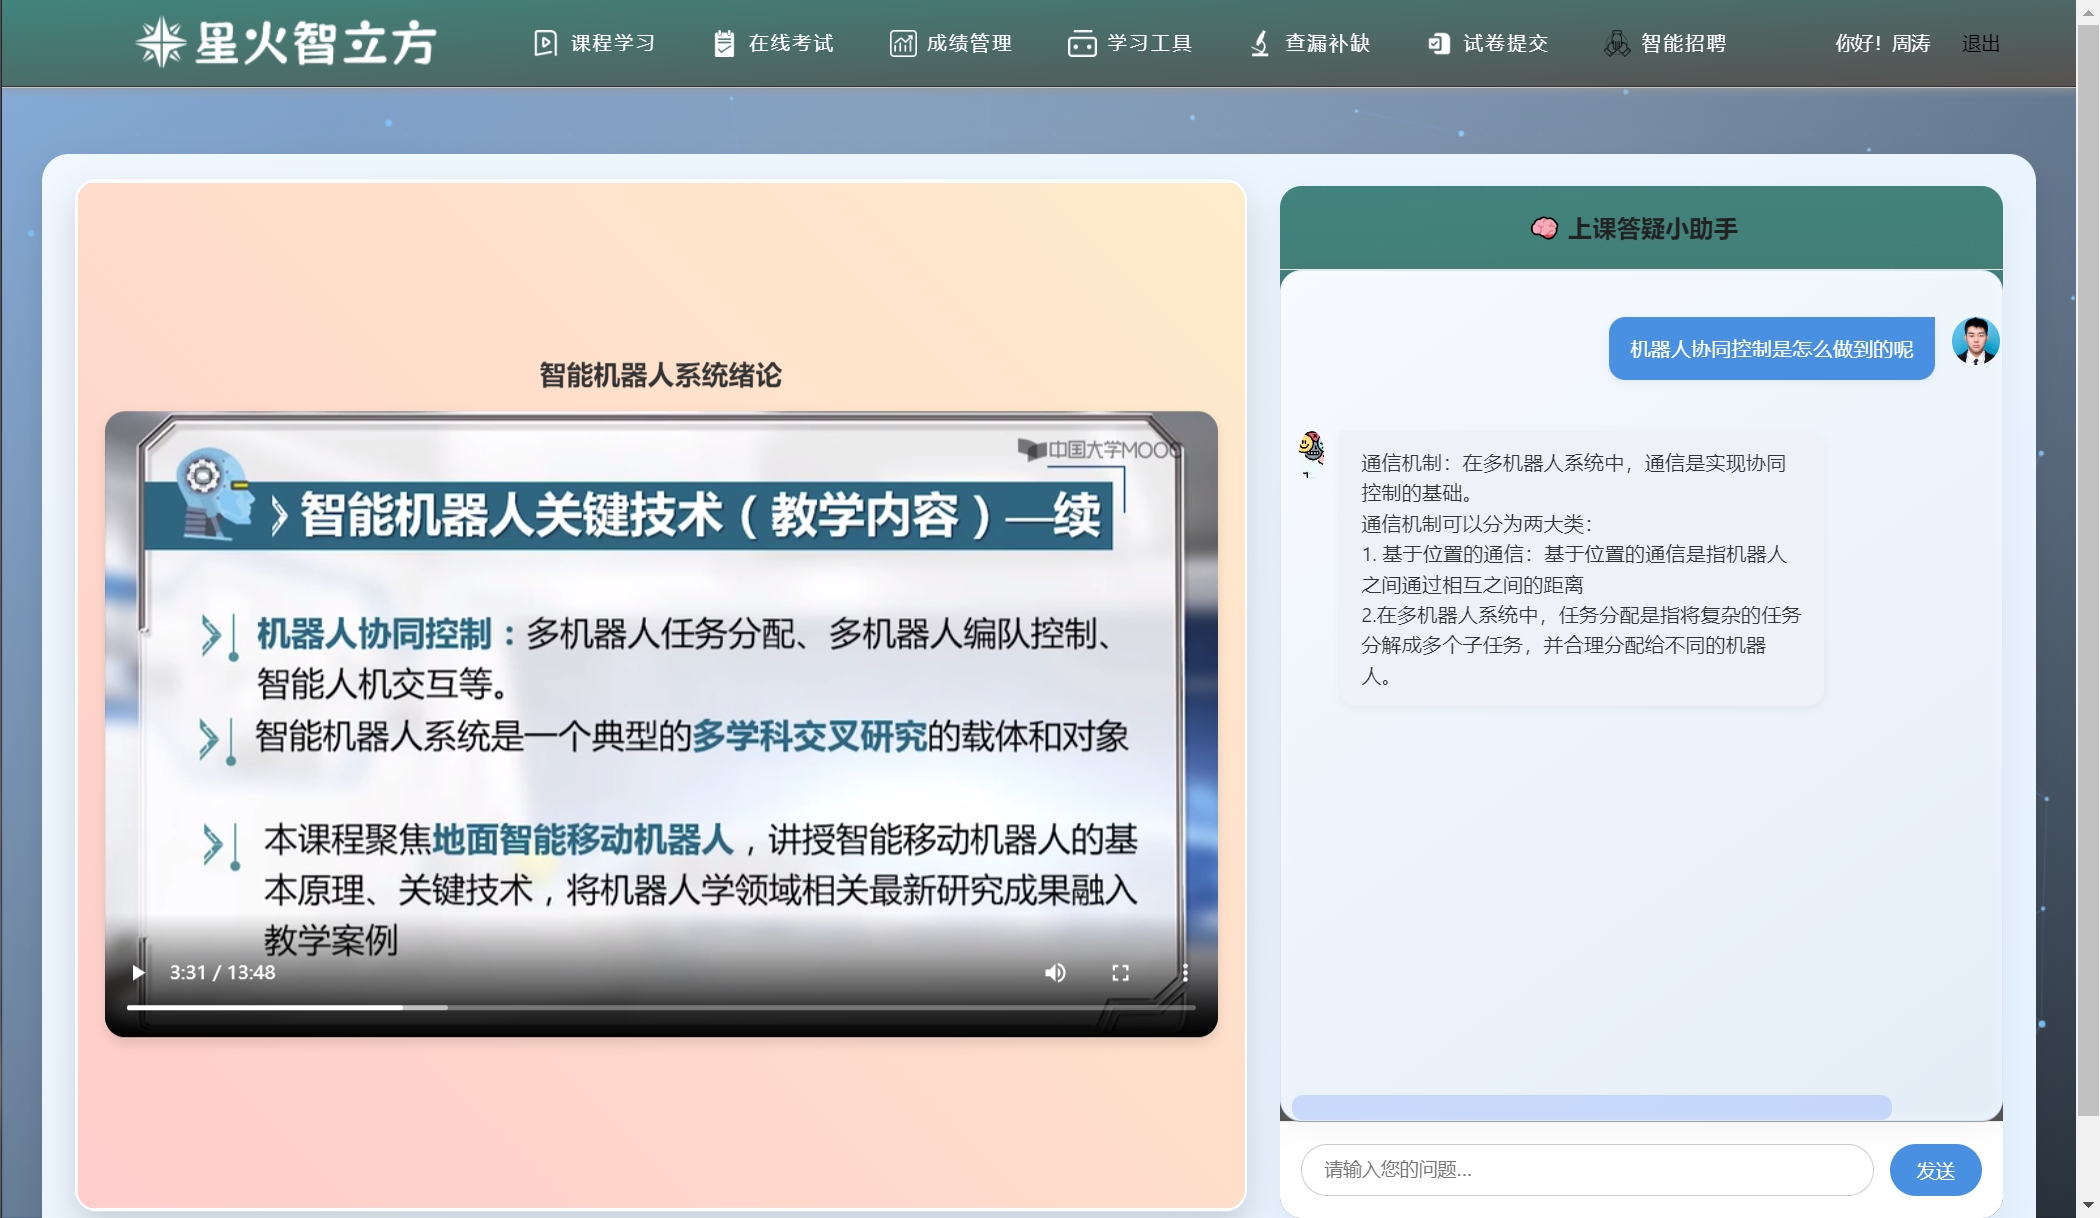 星火智立方
课程学习
在线考试
成绩管理
学习工具
查漏补缺
试卷提交
智能招聘
你好！周涛
退出
智能机器人系统绪论
中国大学MOOC
智能机器人关键技术（教学内容）—续
机器人协同控制：多机器人任务分配、多机器人编队控制、
智能人机交互等。
智能机器人系统是一个典型的多学科交叉研究的载体和对象
本课程聚焦地面智能移动机器人，讲授智能移动机器人的基
本原理、关键技术，将机器人学领域相关最新研究成果融入
教学案例
3:31 / 13:48
上课答疑小助手
机器人协同控制是怎么做到的呢
通信机制：在多机器人系统中，通信是实现协同
控制的基础。
通信机制可以分为两大类：
1. 基于位置的通信：基于位置的通信是指机器人
之间通过相互之间的距离
2.在多机器人系统中，任务分配是指将复杂的任务
分解成多个子任务，并合理分配给不同的机器
人。
请输入您的问题...
发送